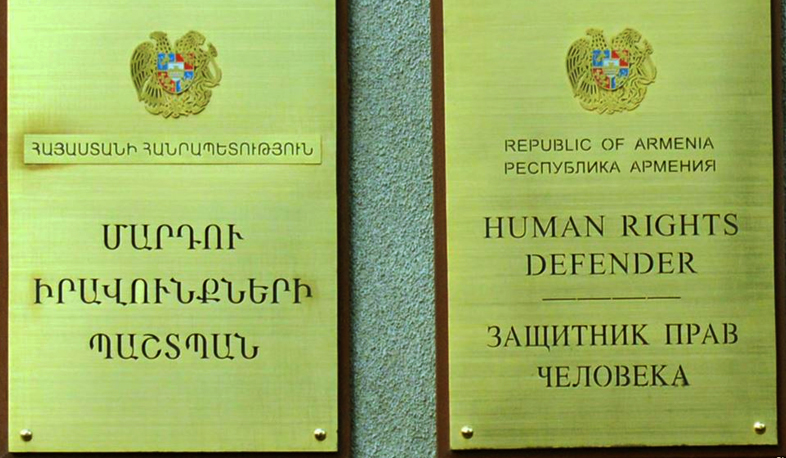 ՀԱՅԱՍՏԱՆԻ ՀԱՆՐԱՊԵՏՈՒԹՅՈՒՆ
ՄԱՐԴՈՒ
ԻՐԱՎՈՒՆՔՆԵՐԻ
ՊԱՇՏՊԱՆ
REPUBLIC OF ARMENIA
РЕСПУБЛИКА АРМЕНИЯ
HUMAN RIGHTS
DEFENDER
ЗАЩИТНИК ПРАВ
ЧЕЛОВЕКА